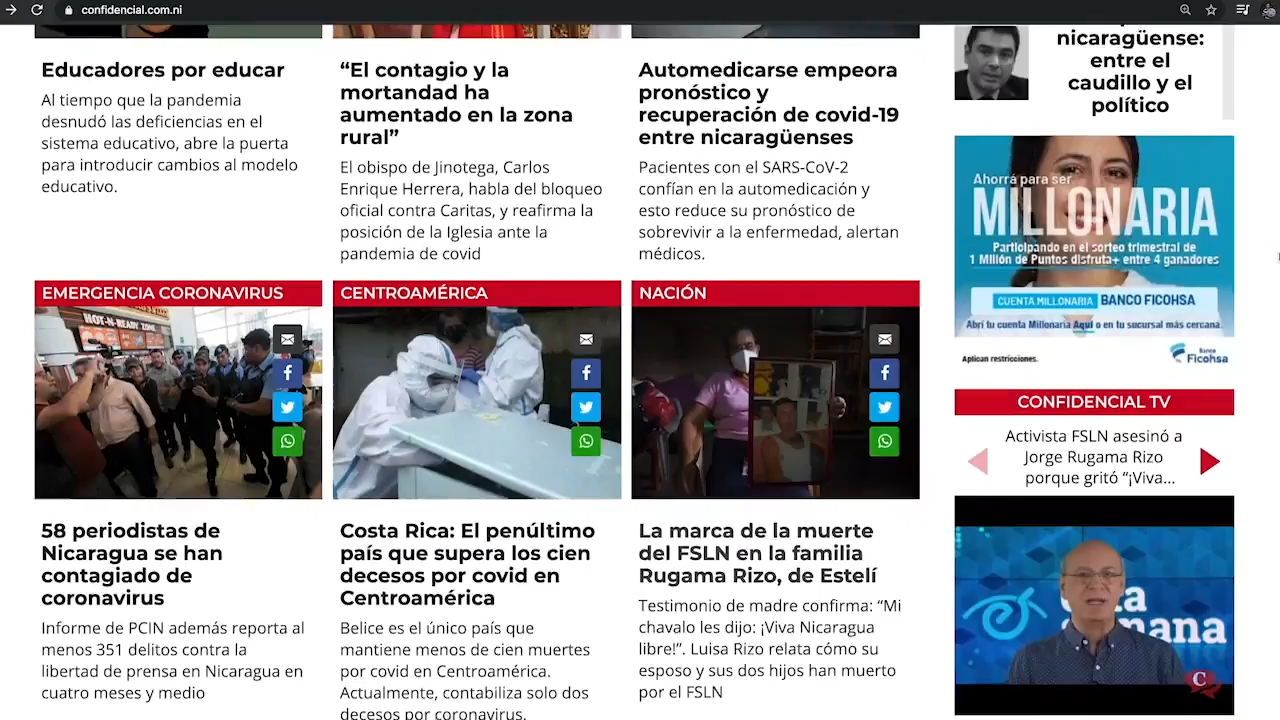 confidencial.com.ni
Educadores por educar
Al tiempo que la pandemia
desnudó las deficiencias en el
sistema educativo, abre la puerta
para introducir cambios al modelo
educativo.
“El contagio y la
mortandad ha
aumentado en la zona
rural”
El obispo de Jinotega, Carlos
Enrique Herrera, habla del bloqueo
oficial contra Caritas, y reafirma la
posición de la Iglesia ante la
pandemia de covid
Automedicarse empeora
pronóstico y
recuperación de covid-19
entre nicaragüenses
Pacientes con el SARS-CoV-2
confían en la automedicación y
esto reduce su pronóstico de
sobrevivir a la enfermedad, alertan
médicos.
nicaragüense:
entre el
caudillo y el
político
Ahorrá para ser
MILLONARIA
Participando en el sorteo trimestral de
1 Millón de Puntos disfruta+ entre 4 ganadores
CUENTA MILLONARIA BANCO FICOHSA
Abrí tu cuenta Millonaria Aquí o en tu sucursal más cercana.
Aplican restricciones.
Banco
Ficohsa
EMERGENCIA CORONAVIRUS
HOT-N-READY ZONE
58 periodistas de
Nicaragua se han
contagiado de
coronavirus
Informe de PCIN además reporta al
menos 351 delitos contra la
libertad de prensa en Nicaragua en
cuatro meses y medio
CENTROAMÉRICA
Costa Rica: El penúltimo
país que supera los cien
decesos por covid en
Centroamérica
Belice es el único país que
mantiene menos de cien muertes
por covid en Centroamérica.
Actualmente, contabiliza solo dos
decesos por coronavirus.
NACIÓN
La marca de la muerte
del FSLN en la familia
Rugama Rizo, de Estelí
Testimonio de madre confirma: “Mi
chavalo les dijo: ¡Viva Nicaragua
libre!”. Luisa Rizo relata cómo su
esposo y sus dos hijos han muerto
por el FSLN
CONFIDENCIAL TV
Activista FSLN asesinó a
Jorge Rugama Rizo
porque gritó “¡Viva...
C